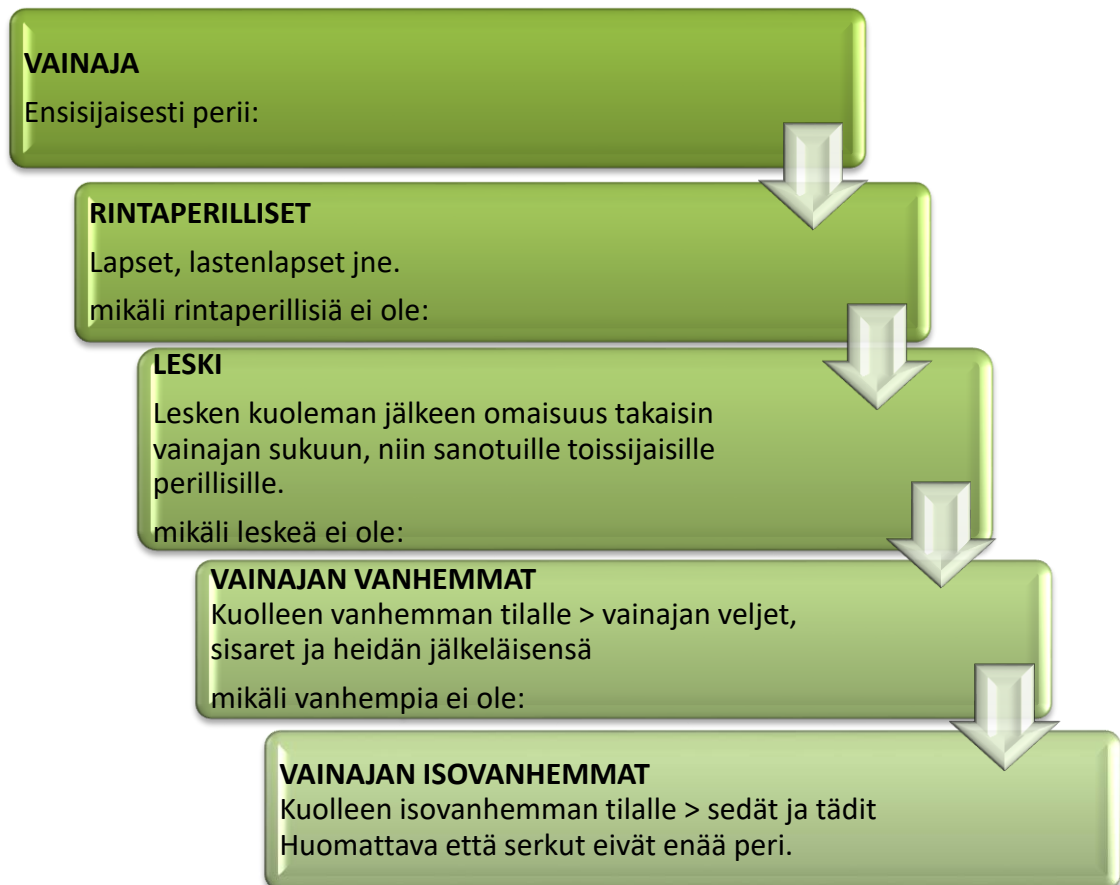 VAINAJA
Ensisijaisesti perii:
RINTAPERILLISET
Lapset, lastenlapset jne.
mikäli rintaperillisiä ei ole:
LESKI
Lesken kuoleman jälkeen omaisuus takaisin
vainajan sukuun, niin sanotuille toissijaisille
perillisille.
mikäli leskeä ei ole:
VAINAJAN VANHEMMAT
Kuolleen vanhemman tilalle > vainajan veljet,
sisaret ja heidän jälkeläisensä
mikäli vanhempia ei ole:
VAINAJAN ISOVANHEMMAT
Kuolleen isovanhemman tilalle > sedät ja tädit
Huomattava että serkut eivät enää peri.